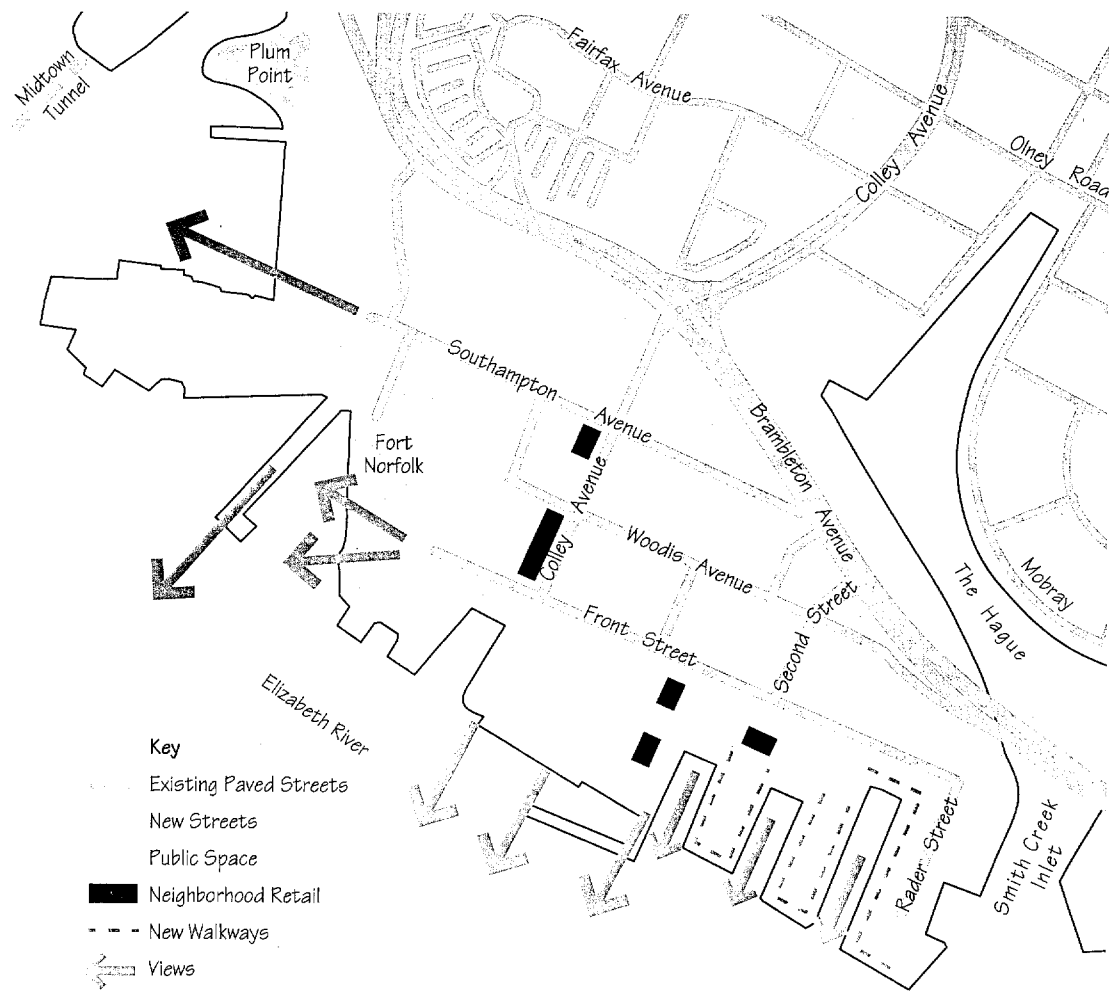 Midtown
Tunnel
Plum
Point
Fairfax Avenue
Colley Avenue
Olney Road
Southampton Avenue
Brambleton Avenue
Fort
Norfolk
Colley Avenue
Woodis Avenue
The Hague
Mobray
Front Street
Second Street
Elizabeth River
Rader Street
Smith Creek
Inlet
Key
Existing Paved Streets
New Streets
Public Space
Neighborhood Retail
New Walkways
Views